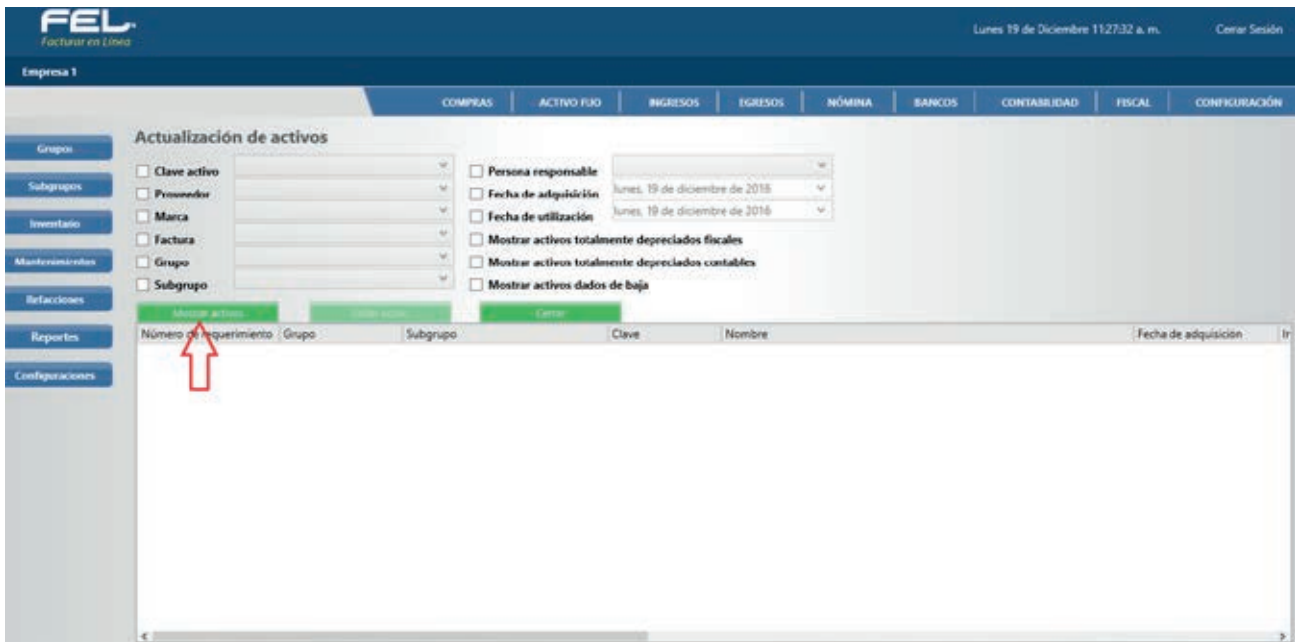 FEL
Facturar en Línea
Lunes 19 de Diciembre 11:27:32 a. m.
Cerrar Sesión
Empresa 1
COMPRAS
ACTIVO FIJO
INGRESOS
EGRESOS
NÓMINA
BANCOS
CONTABILIDAD
FISCAL
CONFIGURACIÓN
Grupos
Subgrupos
Inventario
Mantenimientos
Refacciones
Reportes
Configuraciones
Actualización de activos
Clave activo
Proveedor
Marca
Factura
Grupo
Subgrupo
Persona responsable
Fecha de adquisición lunes, 19 de diciembre de 2016
Fecha de utilización lunes, 19 de diciembre de 2016
Mostrar activos totalmente depreciados fiscales
Mostrar activos totalmente depreciados contables
Mostrar activos dados de baja
Mostrar activos
Cerrar
Número de requerimiento Grupo Subgrupo Clave Nombre Fecha de adquisición